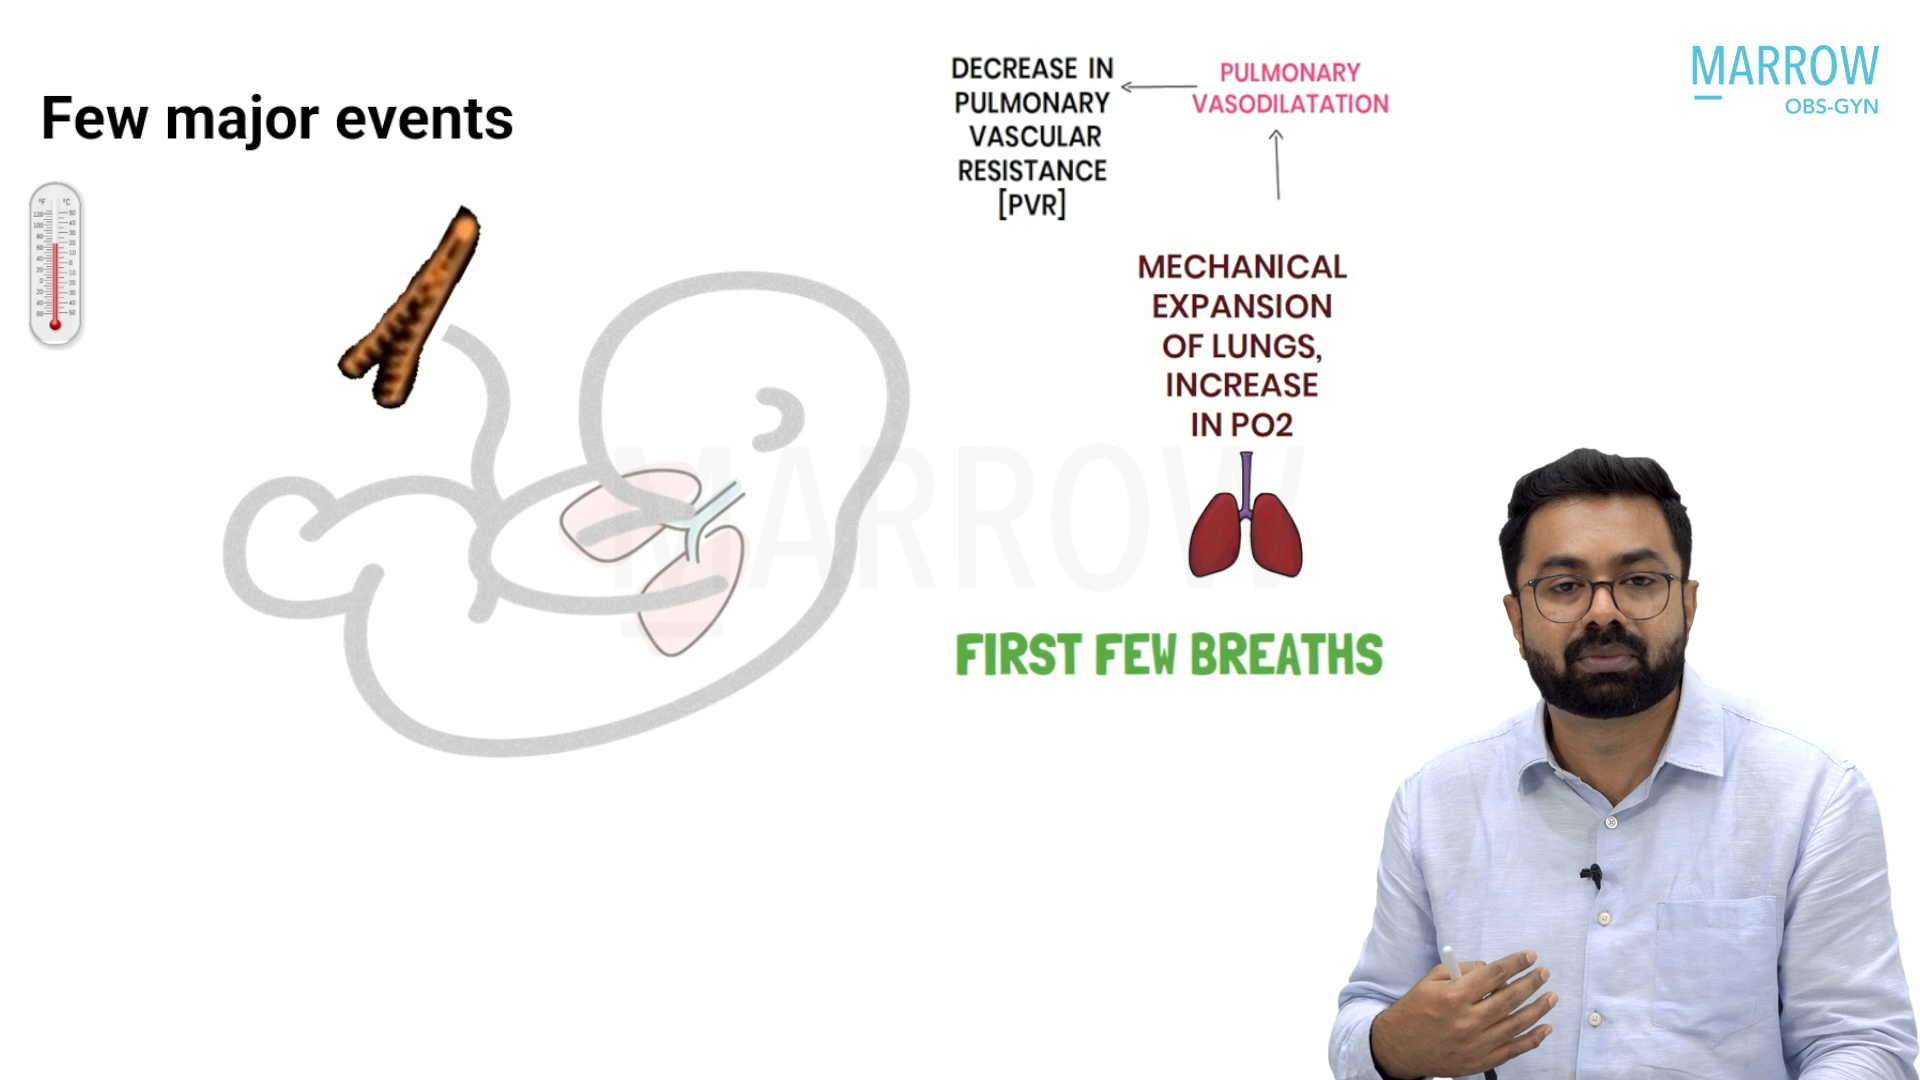 Few major events
DECREASE IN
PULMONARY
VASCULAR
RESISTANCE
[PVR]
PULMONARY
VASODILATATION
MARROW
OBS-GYN
°F °C
MECHANICAL
EXPANSION
OF LUNGS,
INCREASE
IN PO2
MARROW
FIRST FEW BREATHS